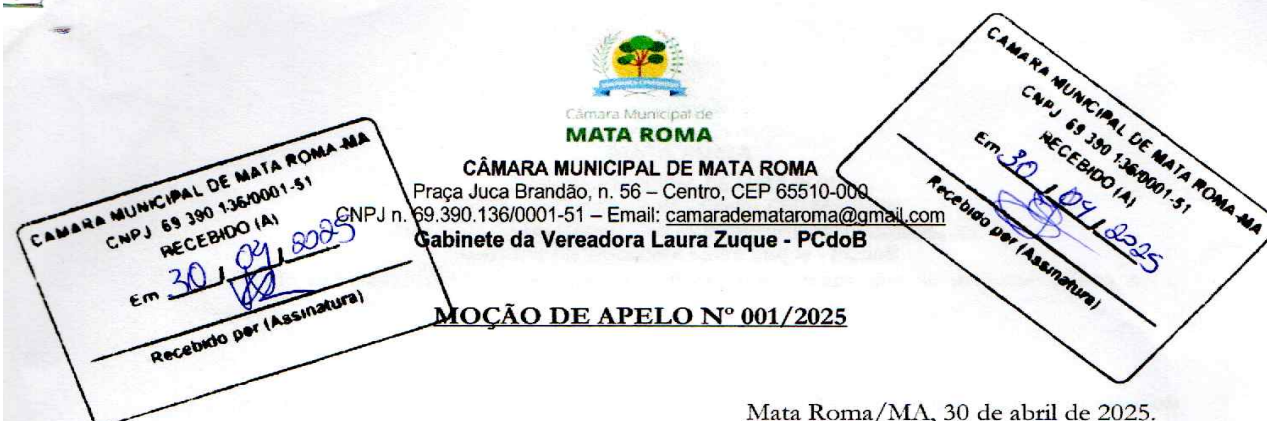 Câmara Municipal de
MATA ROMA
CÂMARA MUNICIPAL DE MATA ROMA
Praça Juca Brandão, n. 56 – Centro, CEP 65510-000
CNPJ n. 69.390.136/0001-51 – Email: camarademataroma@gmail.com
Gabinete da Vereadora Laura Zuque - PCdoB
CAMARA MUNICIPAL DE MATA ROMA-MA
CNPJ 69 390 136/0001-51
RECEBIDO (A)
Em 30 / 04 / 2025
Recebido por (Assinatura)
CAMARA MUNICIPAL DE MATA ROMA-MA
CNPJ 69 390 136/0001-51
RECEBIDO (A)
Em 30 / 04 / 2025
Recebido por (Assinatura)
MOÇÃO DE APELO Nº 001/2025
Mata Roma/MA, 30 de abril de 2025.